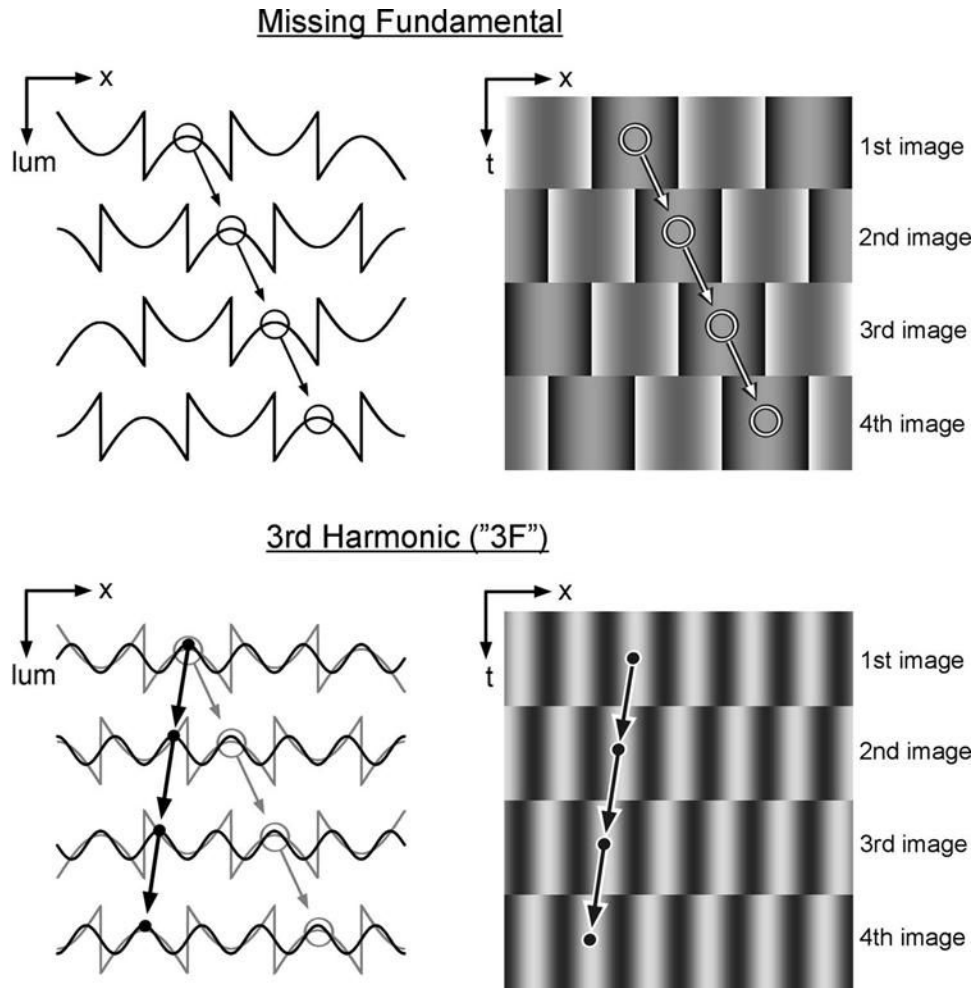 Missing Fundamental
x
lum
x
t
1st image
2nd image
3rd image
4th image
3rd Harmonic ("3F")
x
lum
x
t
1st image
2nd image
3rd image
4th image